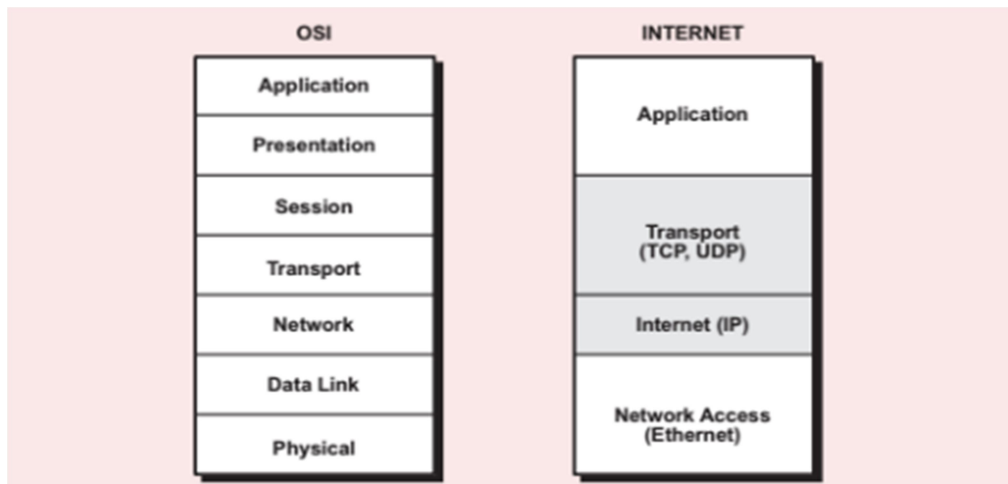 OSI
Application
Presentation
Session
Transport
Network
Data Link
Physical
INTERNET
Application
Transport
(TCP, UDP)
Internet (IP)
Network Access
(Ethernet)